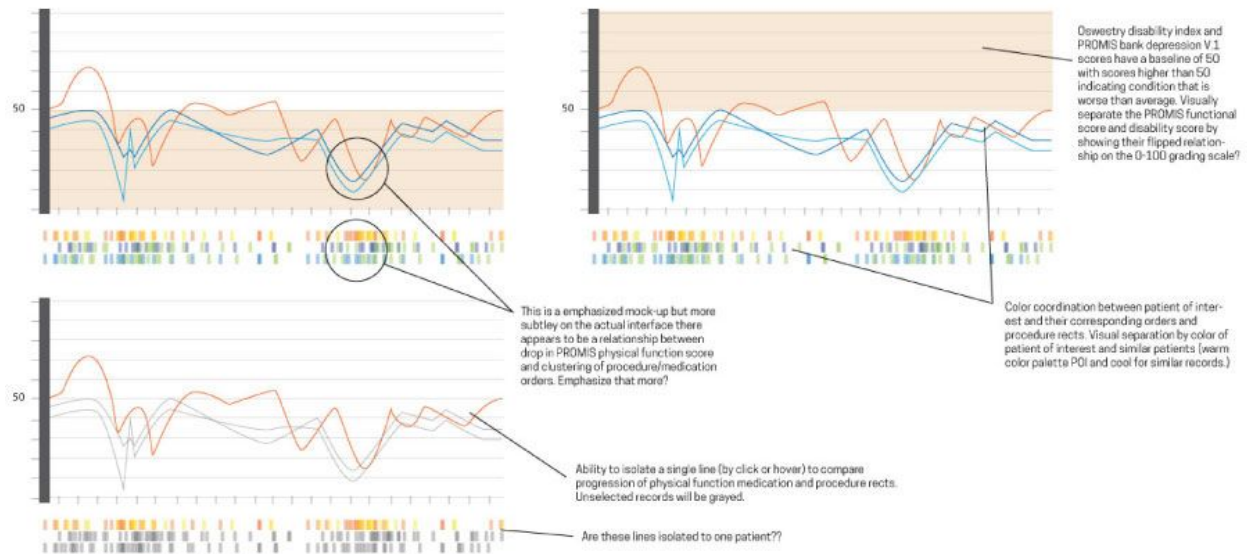 50
50
Oswestry disability index and
PROMIS bank depression V.1
scores have a baseline of 50
with scores higher than 50
indicating condition that is
worse than average. Visually
separate the PROMIS functional
score and disability score by
showing their flipped relation-
ship on the 0-100 grading scale?
This is a emphasized mock-up but more
subtley on the actual interface there
appears to be a relationship between
drop in PROMIS physical function score
and clustering of procedure/medication
orders. Emphasize that more?
Color coordination between patient of inter-
est and their corresponding orders and
procedure rects. Visual separation by color of
patient of interest and similar patients (warm
color palette POI and cool for similar records.)
50
Ability to isolate a single line (by click or hover) to compare
progression of physical function medication and procedure rects.
Unselected records will be grayed.
Are these lines isolated to one patient??